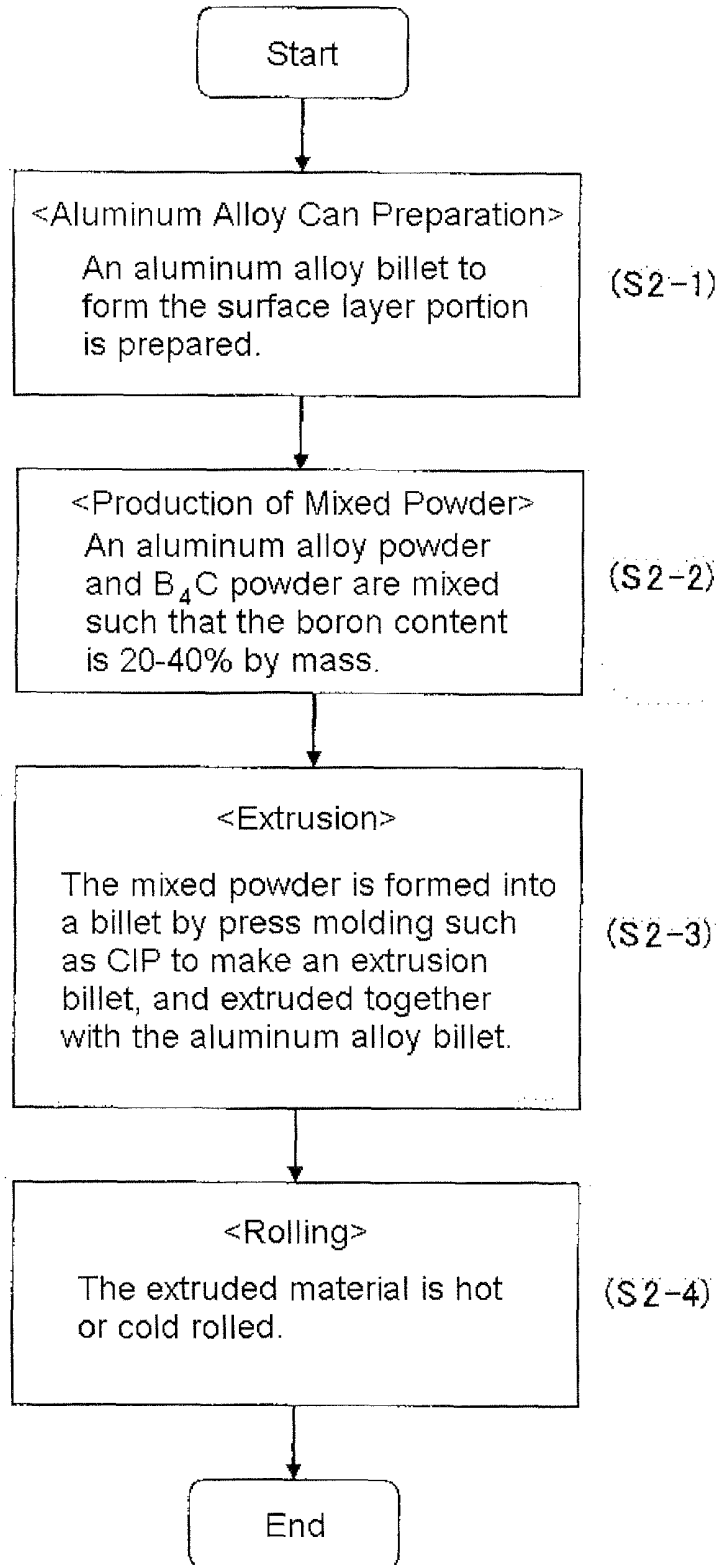 Start
<Aluminum Alloy Can Preparation>
An aluminum alloy billet to
form the surface layer portion
is prepared.
(S2-1)
<Production of Mixed Powder>
An aluminum alloy powder
and B₄C powder are mixed
such that the boron content
is 20-40% by mass.
(S2-2)
<Extrusion>
The mixed powder is formed into
a billet by press molding such
as CIP to make an extrusion
billet, and extruded together
with the aluminum alloy billet.
(S2-3)
<Rolling>
The extruded material is hot
or cold rolled.
(S2-4)
End